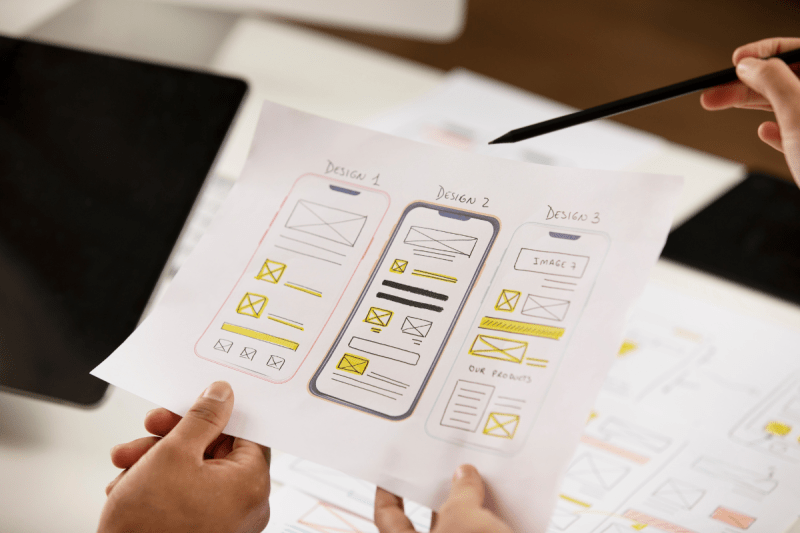 DESIGN 1
DESIGN 2
DESIGN 3
IMAGE 7
OUR PRODUCTS